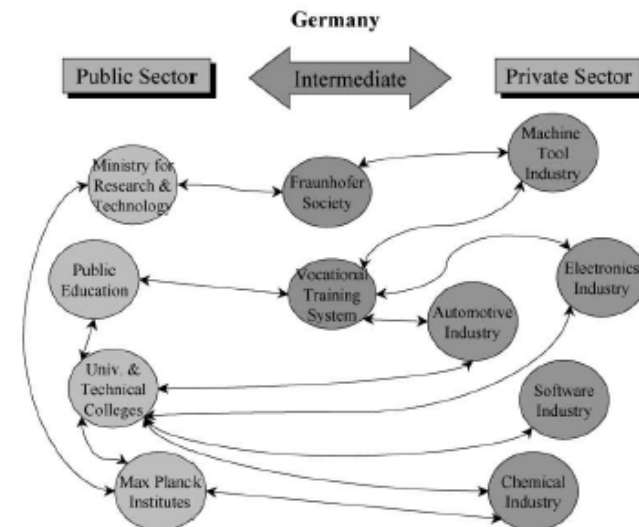 Germany
Public Sector
Intermediate
Private Sector
Machine
Tool
Industry
Ministry for
Research &
Technology
Fraunhofer
Society
Public
Education
Vocational
Training
System
Electronics
Industry
Automotive
Industry
Univ. &
Technical
Colleges
Software
Industry
Max Planck
Institutes
Chemical
Industry